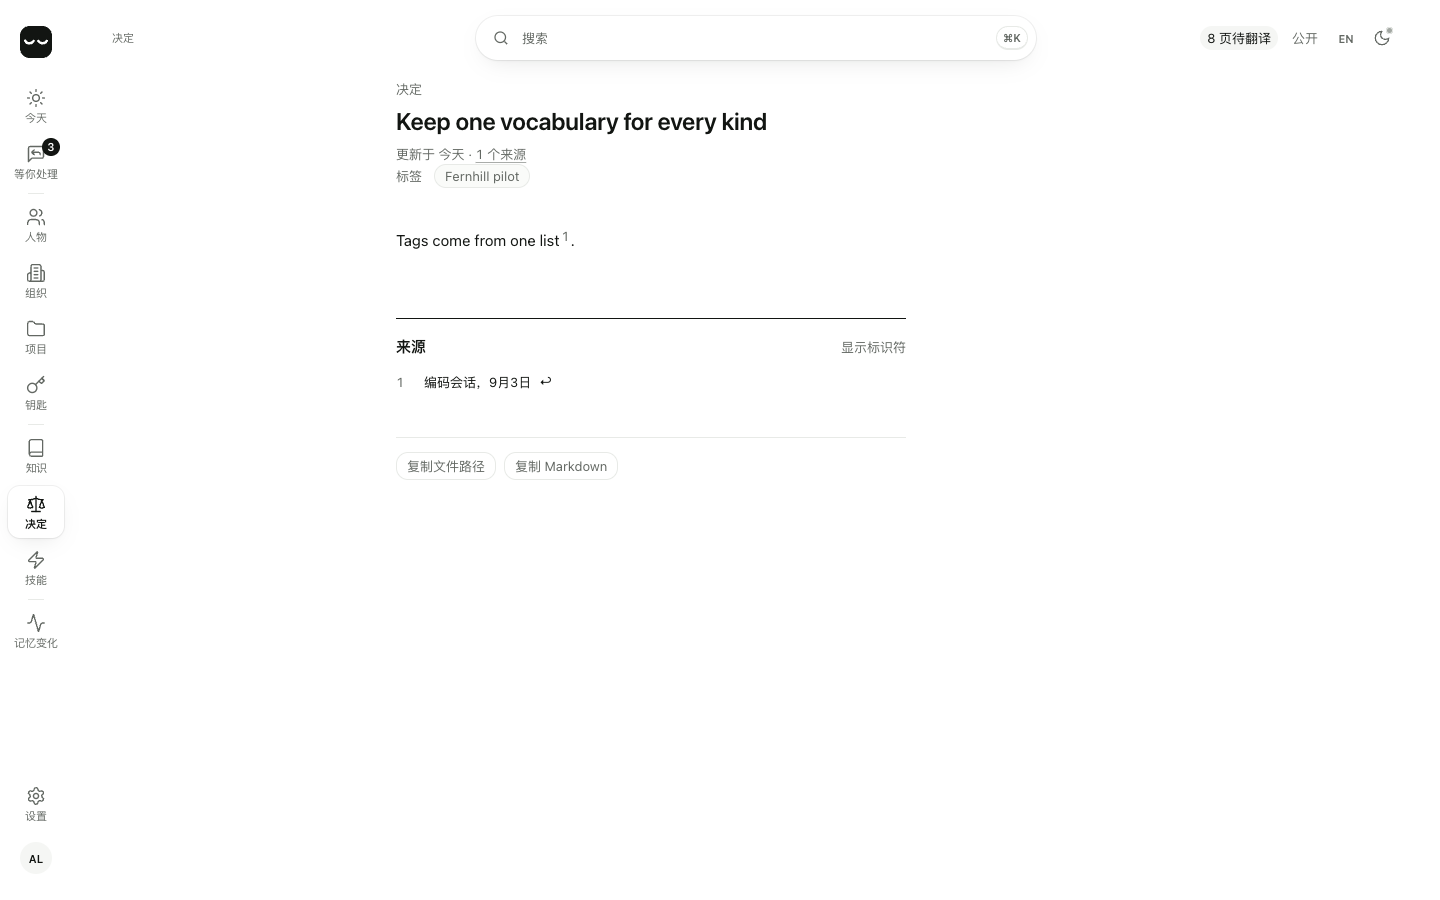 决定
搜索
⌘K
8 页待翻译
公开
EN
今天
3
等你处理
人物
组织
项目
钥匙
知识
决定
技能
记忆变化
设置
AL
决定
Keep one vocabulary for every kind
更新于 今天 · 1 个来源
标签 Fernhill pilot
Tags come from one list 1 .
来源
显示标识符
1 编码会话，9月3日 ↩
复制文件路径
复制 Markdown